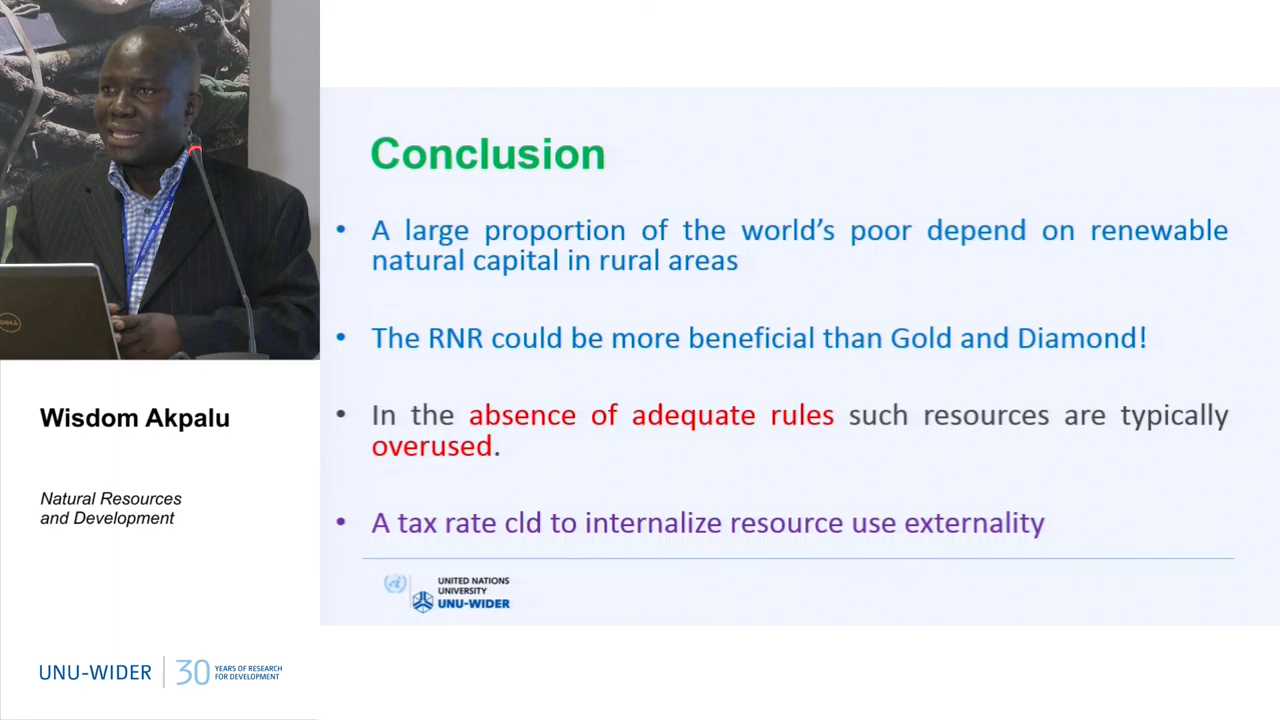 Conclusion
• A large proportion of the world's poor depend on renewable
natural capital in rural areas
• The RNR could be more beneficial than Gold and Diamond!
• In the absence of adequate rules such resources are typically
overused.
• A tax rate cld to internalize resource use externality
UNITED NATIONS
UNIVERSITY
UNU-WIDER
DELL
Wisdom Akpalu
Natural Resources
and Development
UNU-WIDER
30 YEARS OF RESEARCH
FOR DEVELOPMENT